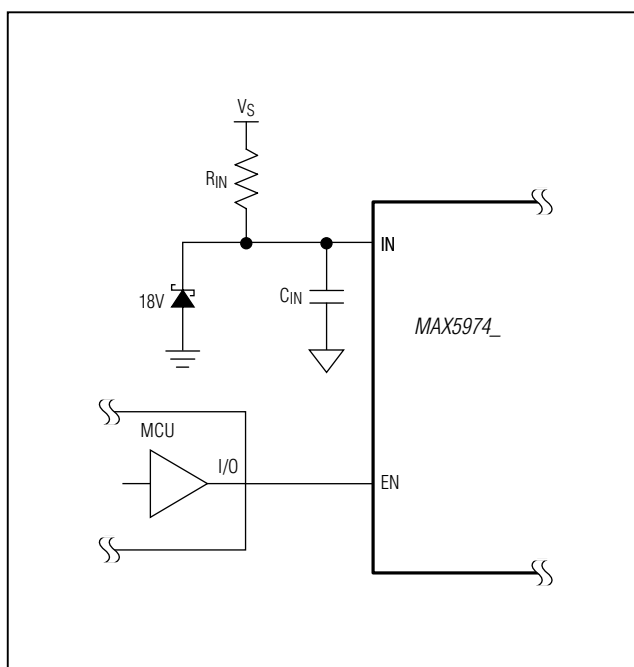 VS
RIN
IN
18V
CIN
MAX5974_
MCU
I/O
EN